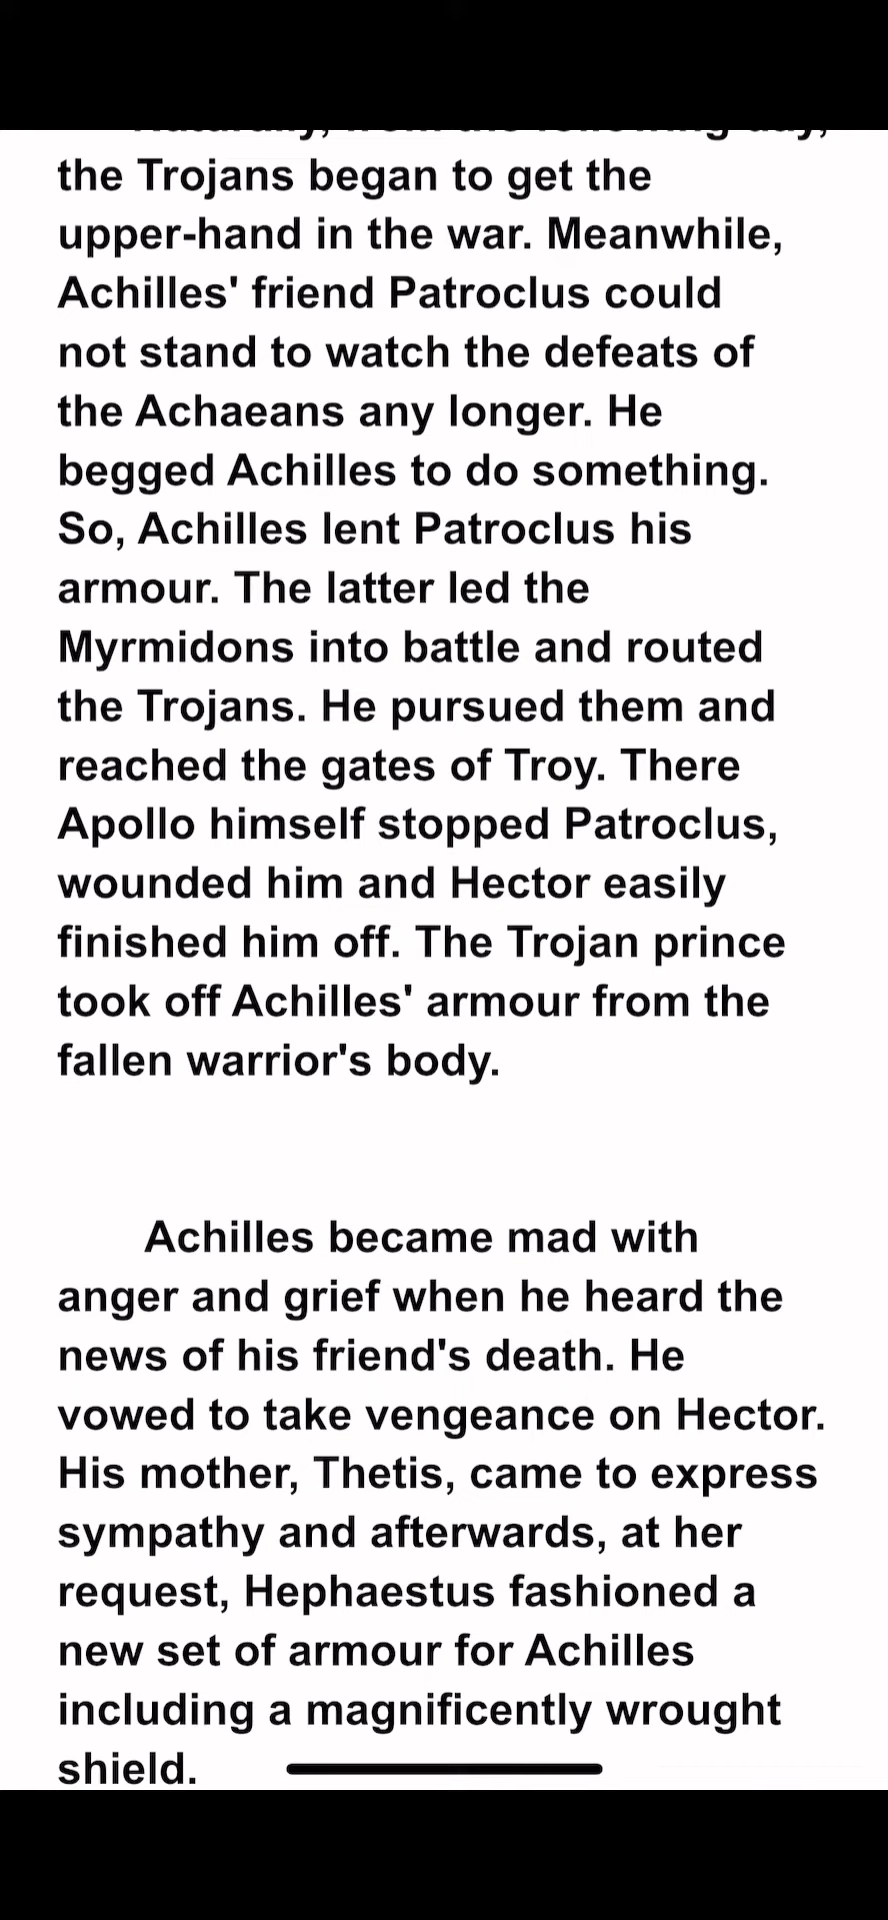 the Trojans began to get the
upper-hand in the war. Meanwhile,
Achilles' friend Patroclus could
not stand to watch the defeats of
the Achaeans any longer. He
begged Achilles to do something.
So, Achilles lent Patroclus his
armour. The latter led the
Myrmidons into battle and routed
the Trojans. He pursued them and
reached the gates of Troy. There
Apollo himself stopped Patroclus,
wounded him and Hector easily
finished him off. The Trojan prince
took off Achilles' armour from the
fallen warrior's body.
Achilles became mad with
anger and grief when he heard the
news of his friend's death. He
vowed to take vengeance on Hector.
His mother, Thetis, came to express
sympathy and afterwards, at her
request, Hephaestus fashioned a
new set of armour for Achilles
including a magnificently wrought
shield.